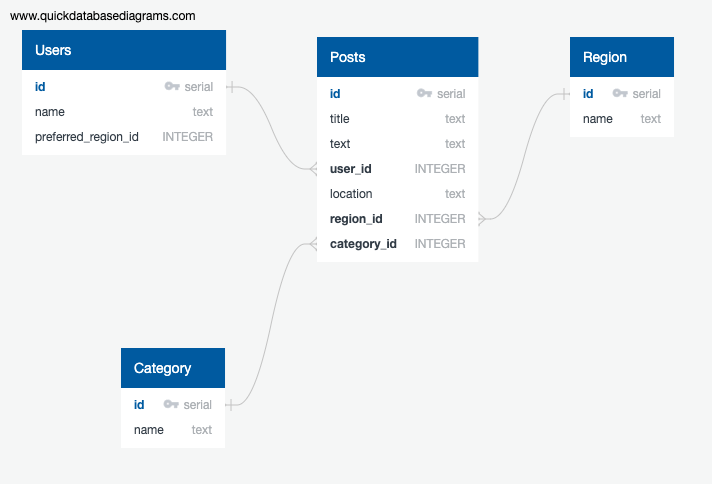 www.quickdatabasediagrams.com
Users
id serial
name text
preferred_region_id INTEGER
Posts
id serial
title text
text text
user_id INTEGER
location text
region_id INTEGER
category_id INTEGER
Region
id serial
name text
Category
id serial
name text